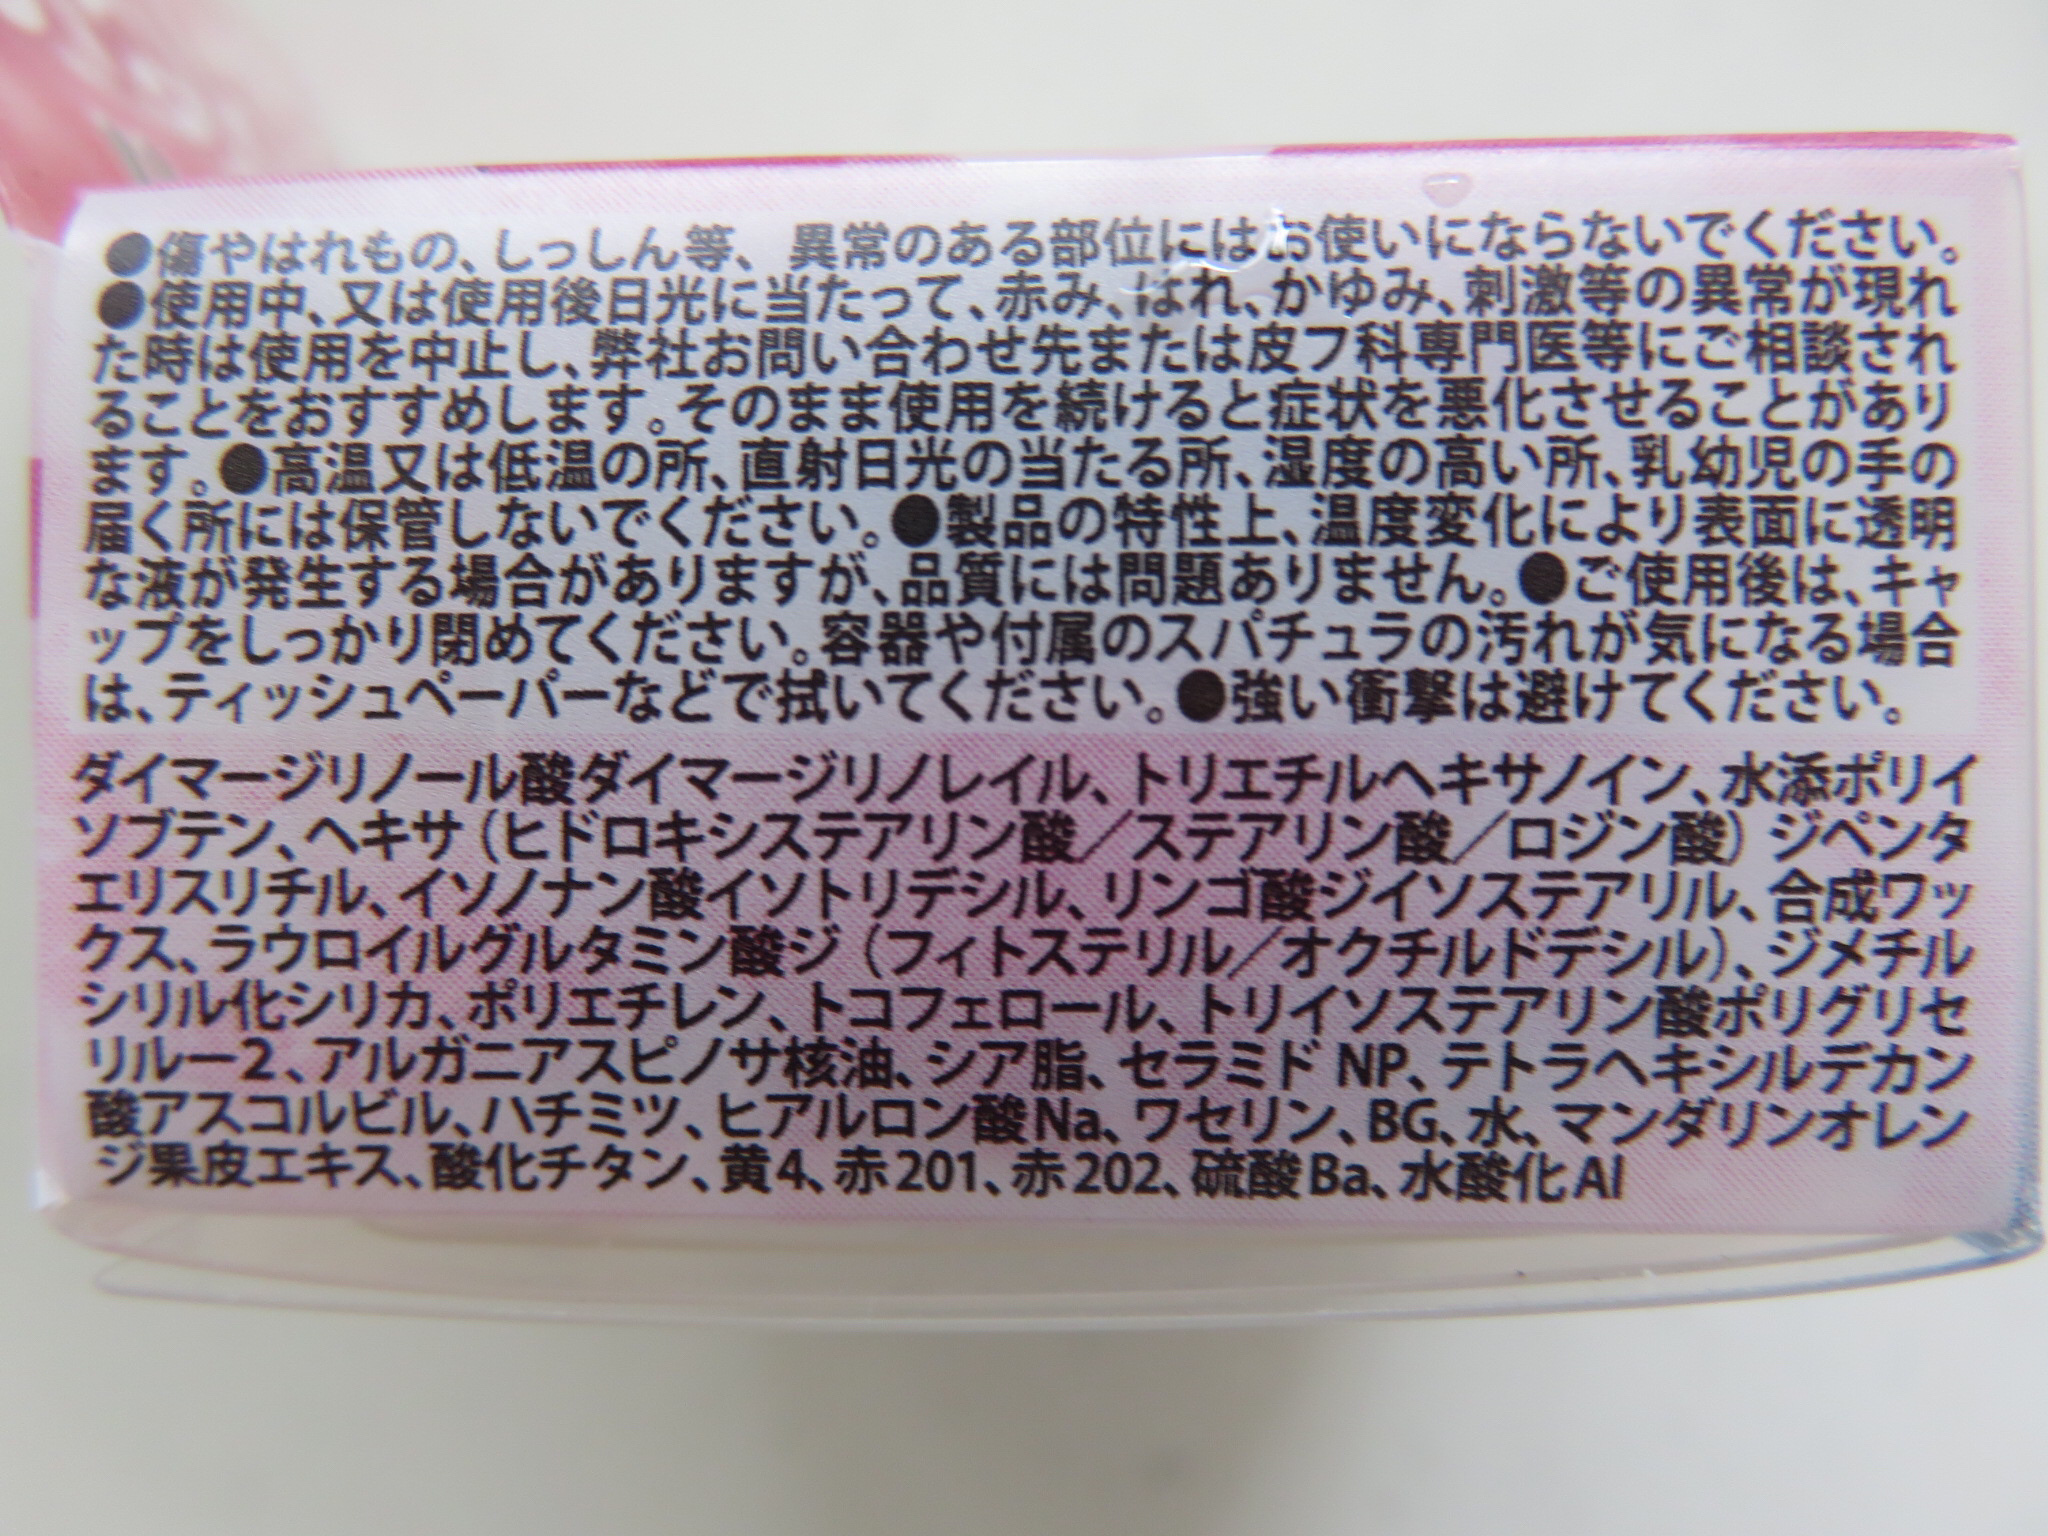 ●傷やはれもの、しっしん等、異常のある部位にはお使いにならないでください。
●使用中、又は使用後日光に当たって、赤み、はれ、かゆみ、刺激等の異常が現れ
た時は使用を中止し、弊社お問い合わせ先または皮フ科専門医等にご相談され
ることをおすすめします。そのまま使用を続けると症状を悪化させることがあり
ます。●高温又は低温の所、直射日光の当たる所、湿度の高い所、乳幼児の手の
届く所には保管しないでください。●製品の特性上、温度変化により表面に透明
な液が発生する場合がありますが、品質には問題ありません。●ご使用後は、キャ
ップをしっかり閉めてください。容器や付属のスパチュラの汚れが気になる場合
は、ティッシュペーパーなどで拭いてください。●強い衝撃は避けてください。
ダイマージリノール酸ダイマージリノレイル、トリエチルヘキサノイン、水添ポリイ
ソブテン、ヘキサ(ヒドロキシステアリン酸/ステアリン酸/ロジン酸)ジペンタ
エリスリチル、イソノナン酸イソトリデシル、リンゴ酸ジイソステアリル、合成ワッ
クス、ラウロイルグルタミン酸ジ(フィトステリル/オクチルドデシル)、ジメチル
シリル化シリカ、ポリエチレン、トコフェロール、トリイソステアリン酸ポリグリセ
リルー2、アルガニアスピノサ核油、シア脂、セラミドNP、テトラヘキシルデカン
酸アスコルビル、ハチミツ、ヒアルロン酸Na、ワセリン、BG、水、マンダリンオレン
ジ果皮エキス、酸化チタン、黄4、赤201、赤202、硫酸Ba、水酸化Al